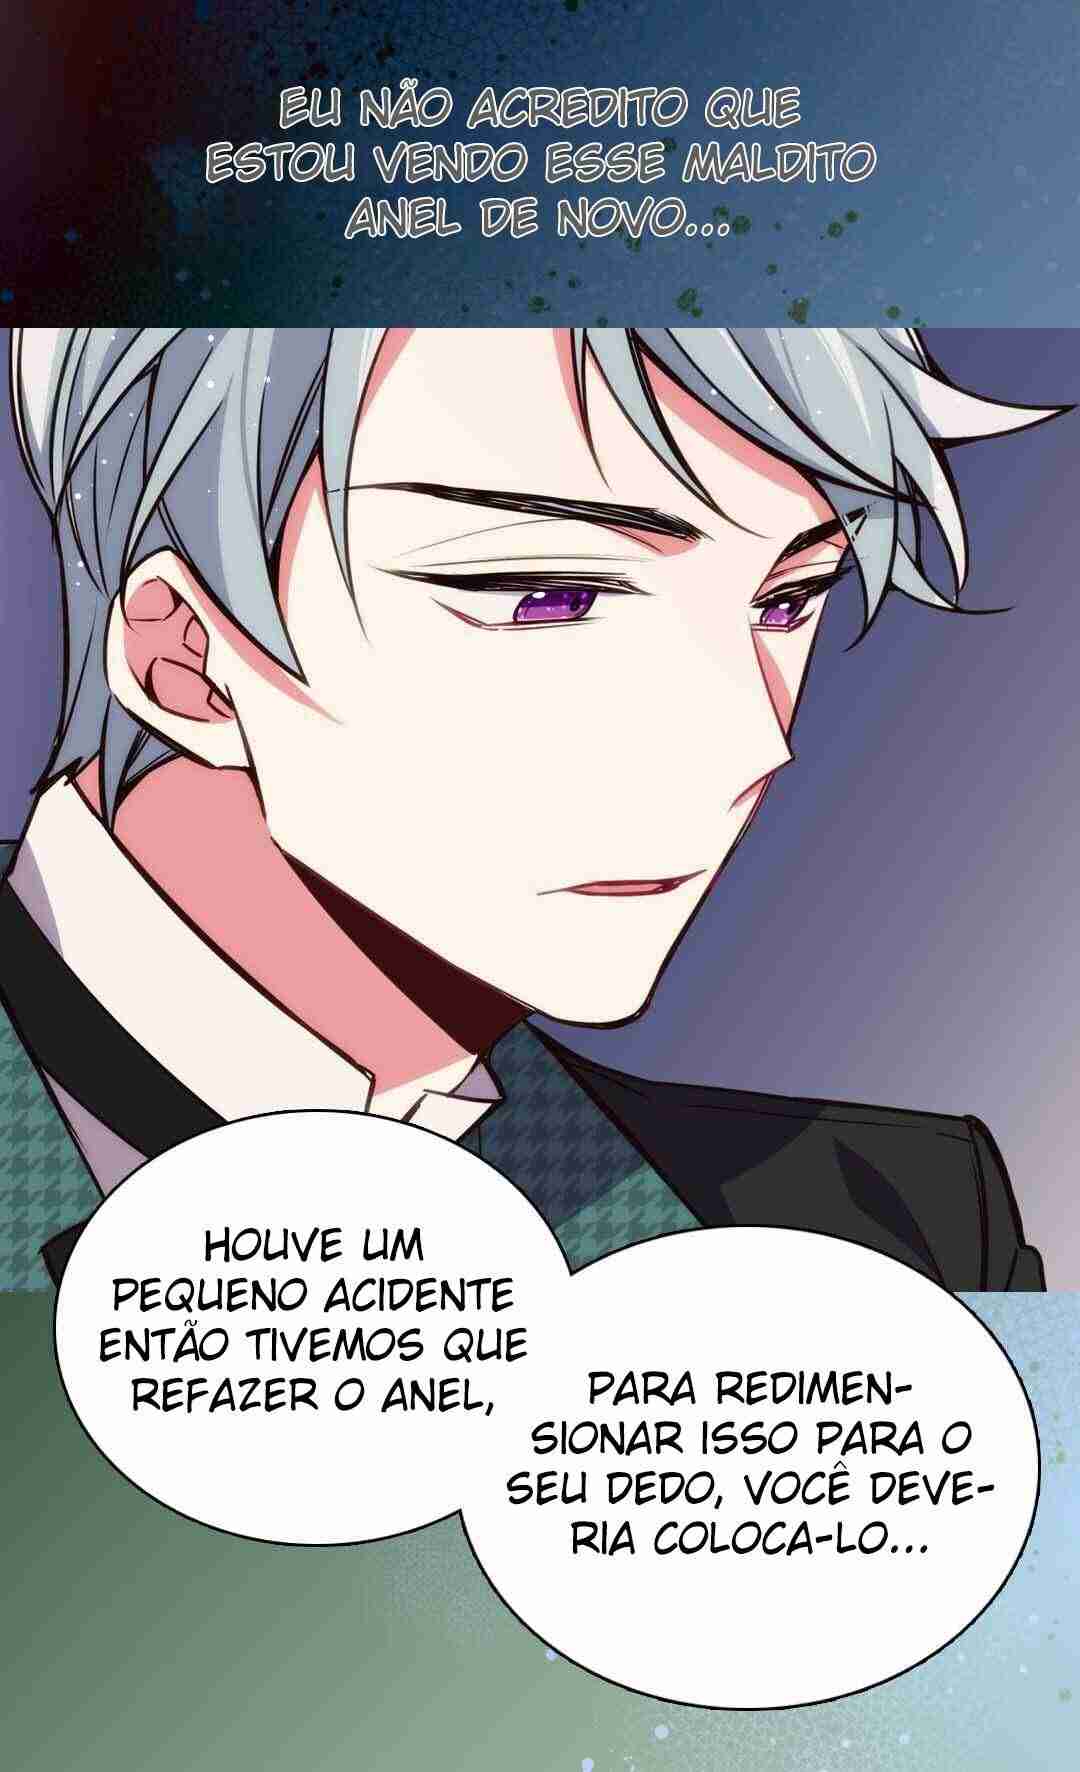 EU NÃO ACREDITO QUE
ESTOU VENDO ESSE MALDITO
ANEL DE NOVO...
HOUVE UM
PEQUENO ACIDENTE
ENTÃO TIVEMOS QUE
REFAZER O ANEL,
PARA REDIMEN-
SIONAR ISSO PARA O
SEU DEDO, VOCÊ DEVE-
RIA COLOCA-LO...